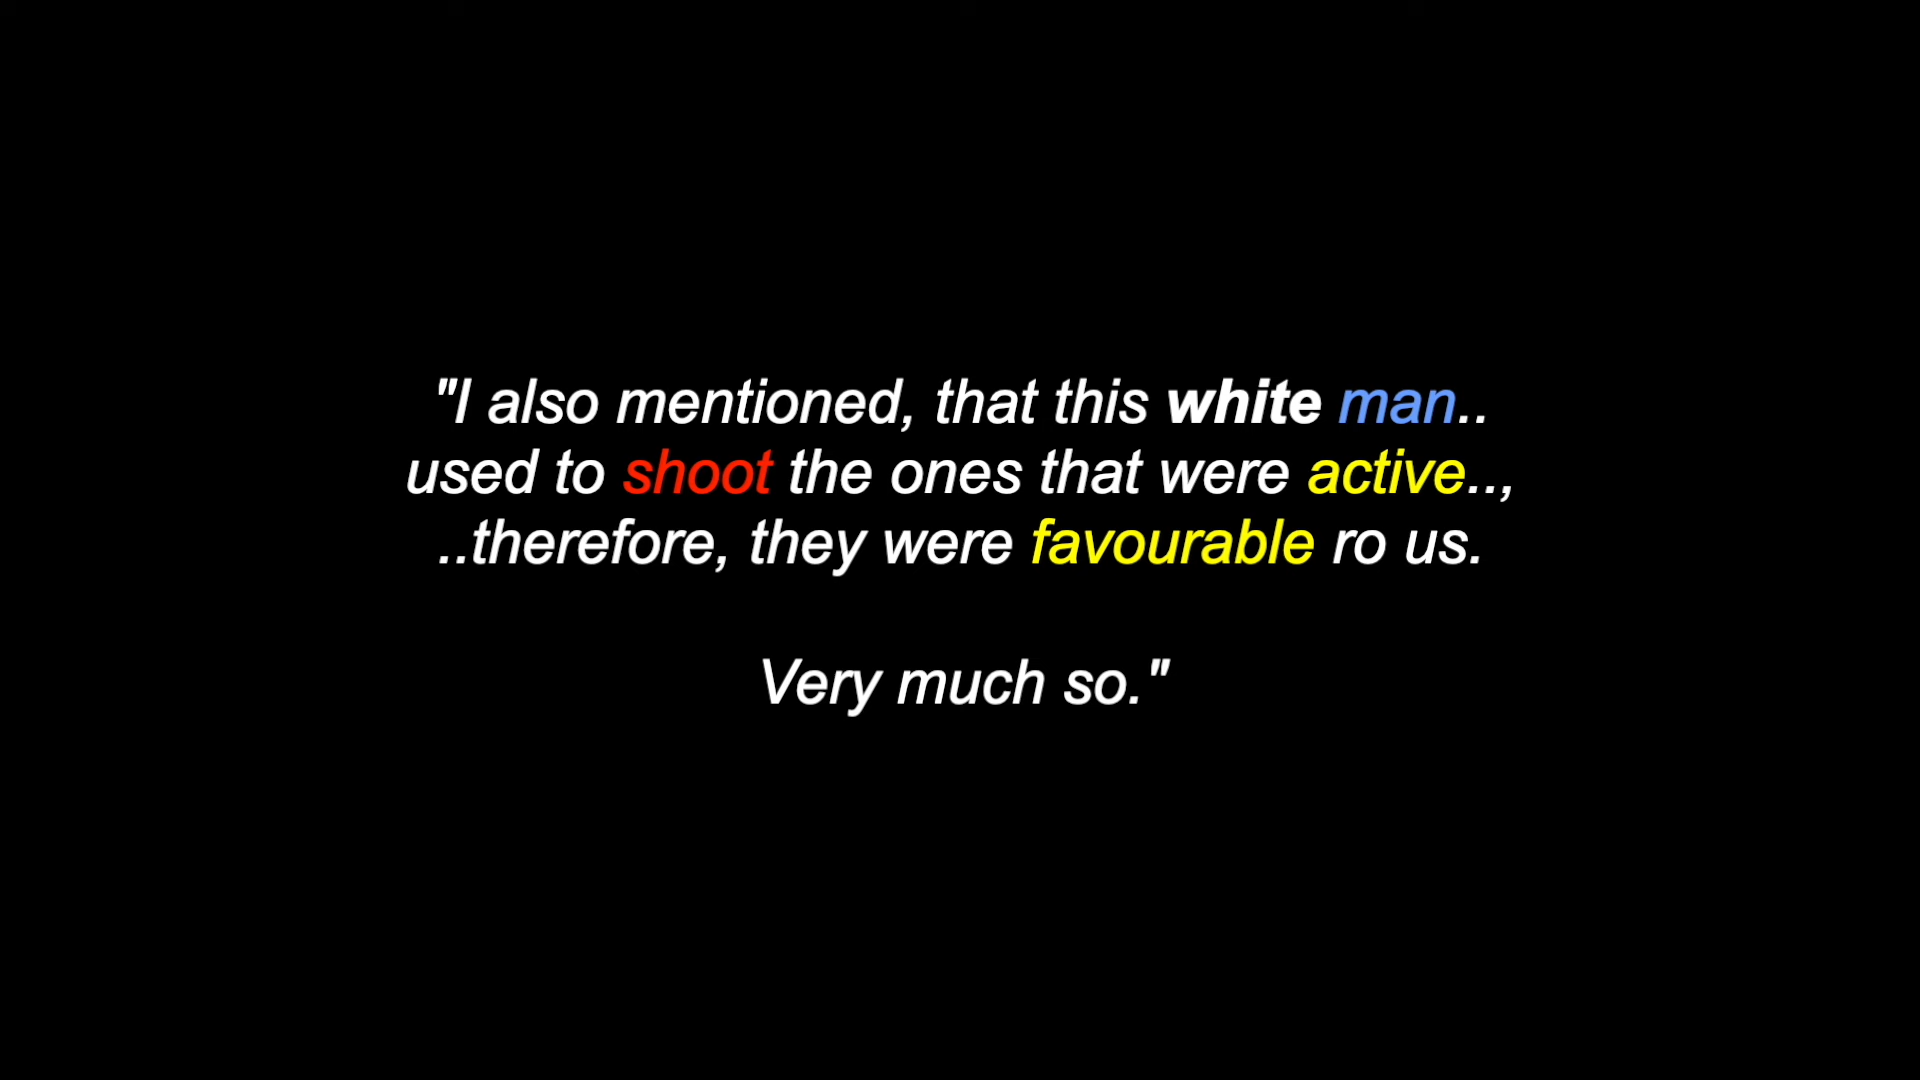 "I also mentioned, that this white man..
used to shoot the ones that were active..,
..therefore, they were favourable ro us.
Very much so."